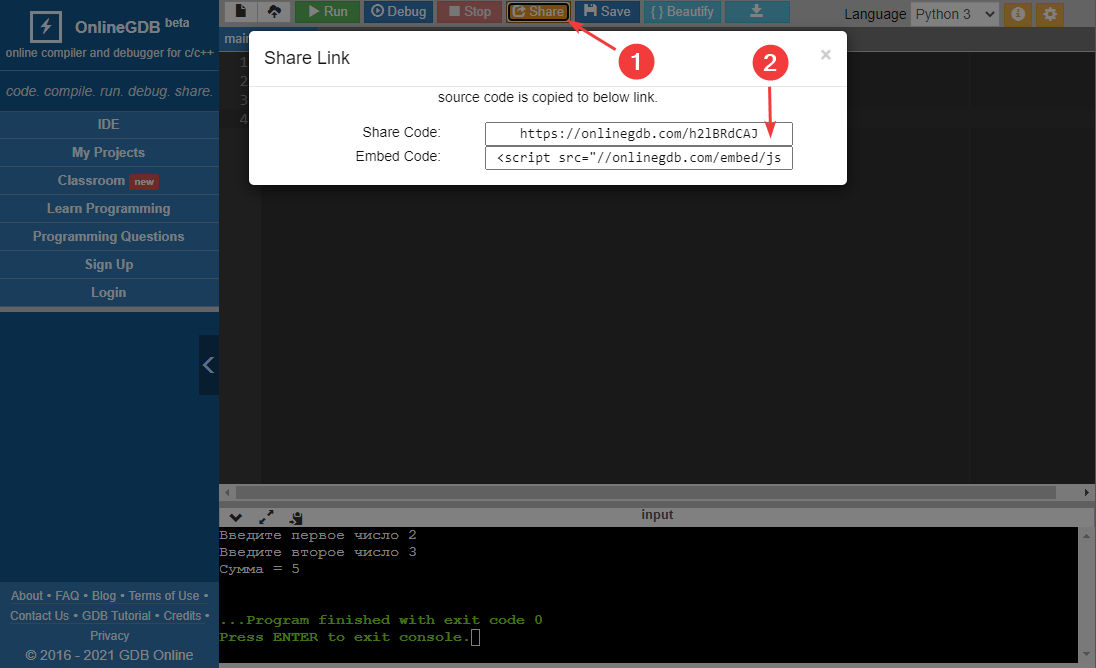 OnlineGDB beta
online compiler and debugger for c/c++
code. compile. run. debug. share.
IDE
My Projects
Classroom new
Learn Programming
Programming Questions
Sign Up
Login
About • FAQ • Blog • Terms of Use •
Contact Us • GDB Tutorial • Credits •
Privacy
© 2016 - 2021 GDB Online
Run Debug Stop Share Save { } Beautify
Language Python 3
main
1
2
3
4
Share Link ×
1
2
source code is copied to below link.
Share Code: https://onlinegdb.com/h2lBRdCAJ
Embed Code: <script src="//onlinegdb.com/embed/js
input
Введите первое число 2
Введите второе число 3
Сумма = 5
...Program finished with exit code 0
Press ENTER to exit console.